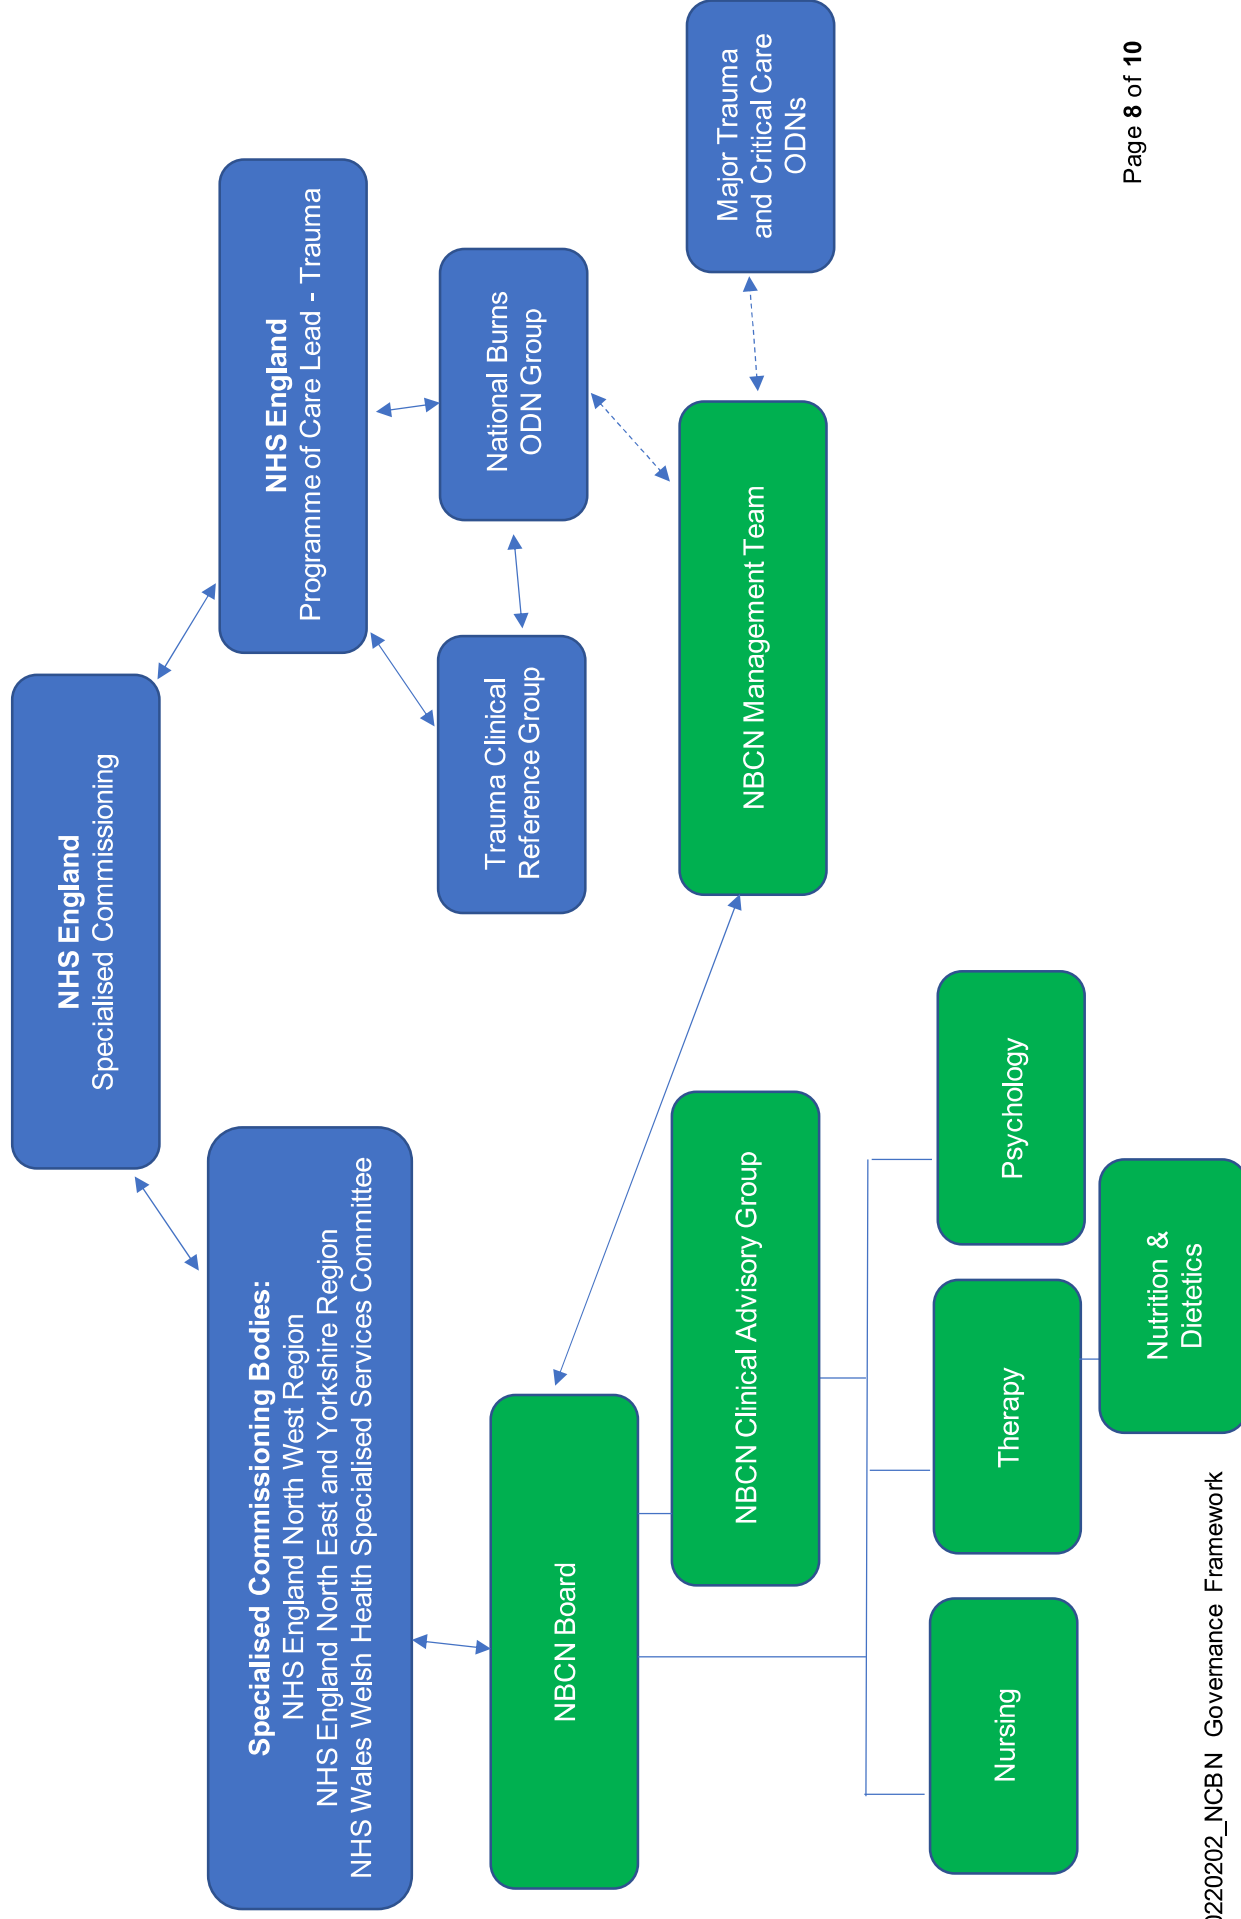 NHS England
Specialised Commissioning
Specialised Commissioning Bodies:
NHS England North West Region
NHS England North East and Yorkshire Region
NHS Wales Welsh Health Specialised Services Committee
NHS England
Programme of Care Lead - Trauma
Trauma Clinical
Reference Group
National Burns
ODN Group
NBCN Board
NBCN Clinical Advisory Group
NBCN Management Team
Major Trauma
and Critical Care
ODNs
Nursing
Therapy
Psychology
Nutrition &
Dietetics
0220202_NCBN Governance Framework
Page 8 of 10